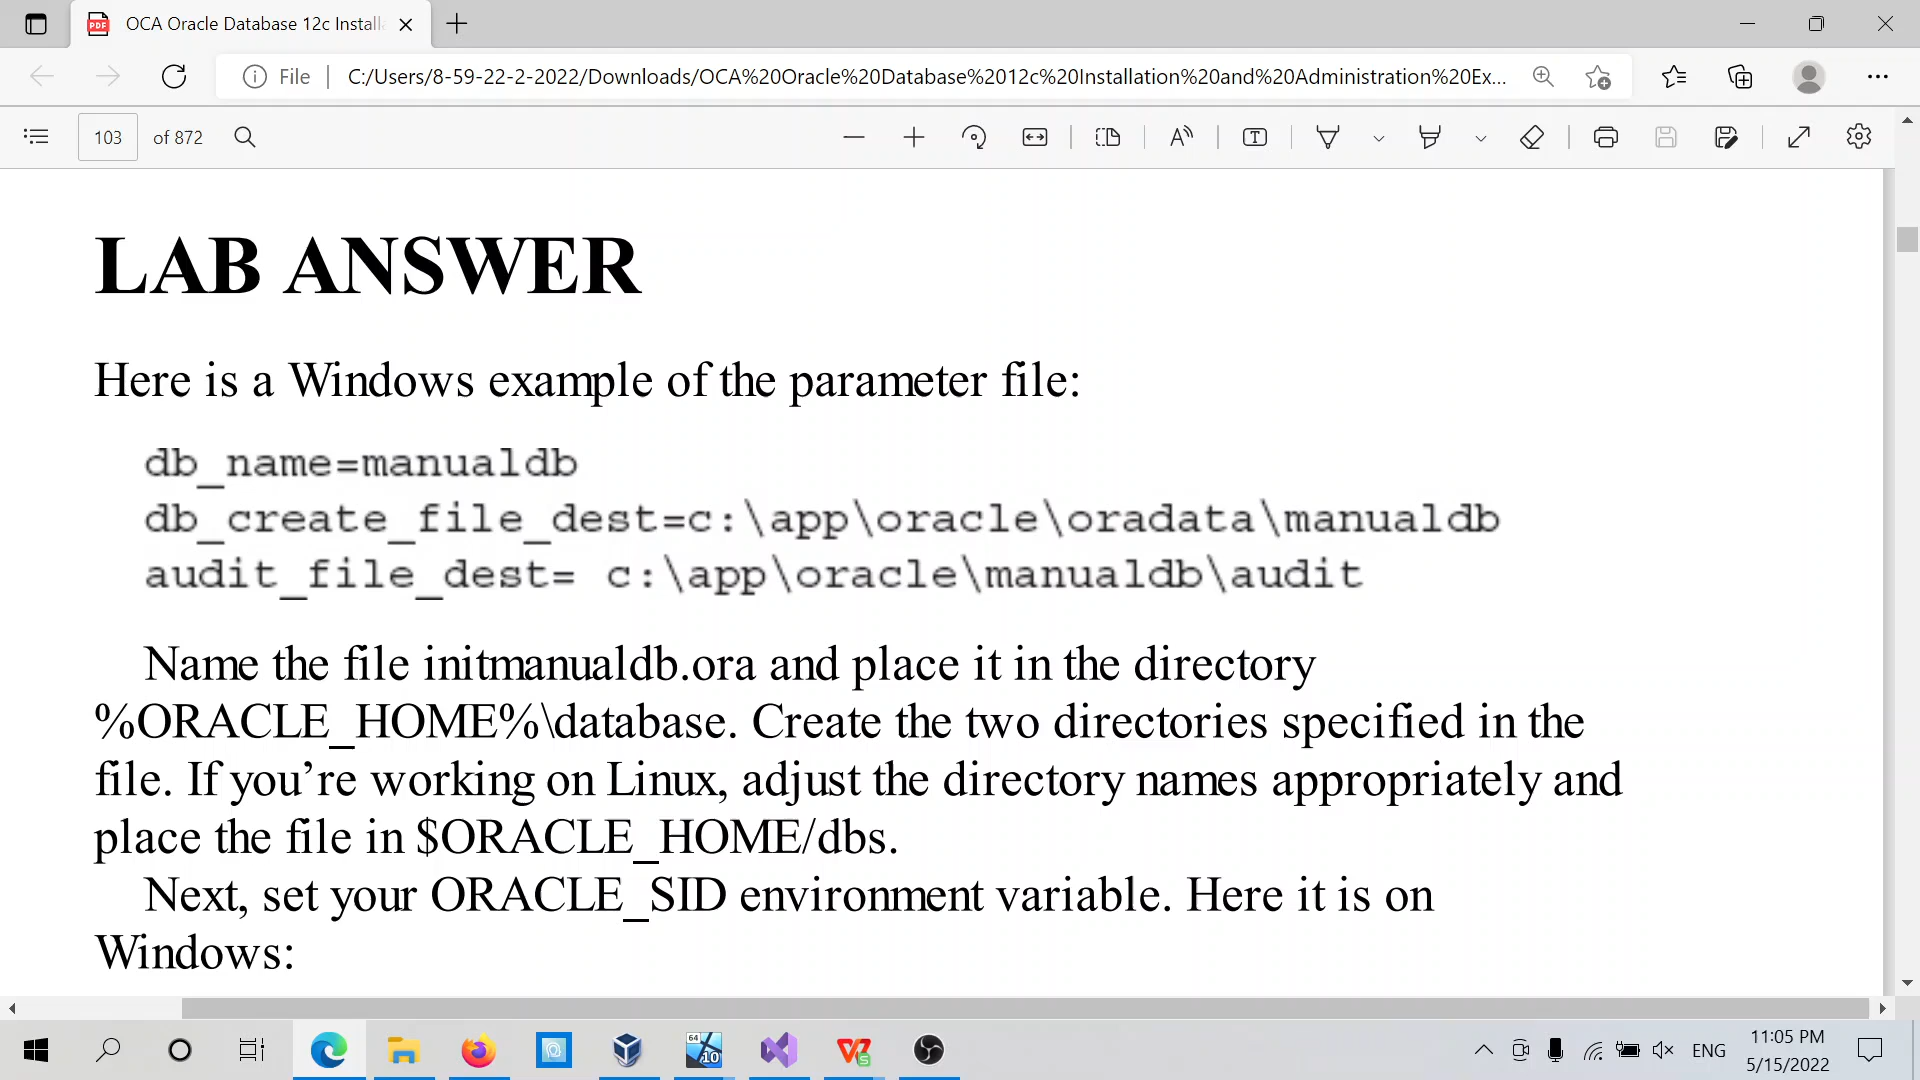 OCA Oracle Database 12c Install
File
C:/Users/8-59-22-2-2022/Downloads/OCA%20Oracle%20Database%2012c%20Installation%20and%20Administration%20Ex...
103 of 872
LAB ANSWER
Here is a Windows example of the parameter file:
db_name=manualdb
db_create_file_dest=c:\app\oracle\oradata\manualdb
audit_file_dest= c:\app\oracle\manualdb\audit
Name the file initmanualdb.ora and place it in the directory
%ORACLE_HOME%\database. Create the two directories specified in the
file. If you’re working on Linux, adjust the directory names appropriately and
place the file in $ORACLE_HOME/dbs.
Next, set your ORACLE_SID environment variable. Here it is on
Windows:
ENG
11:05 PM
5/15/2022